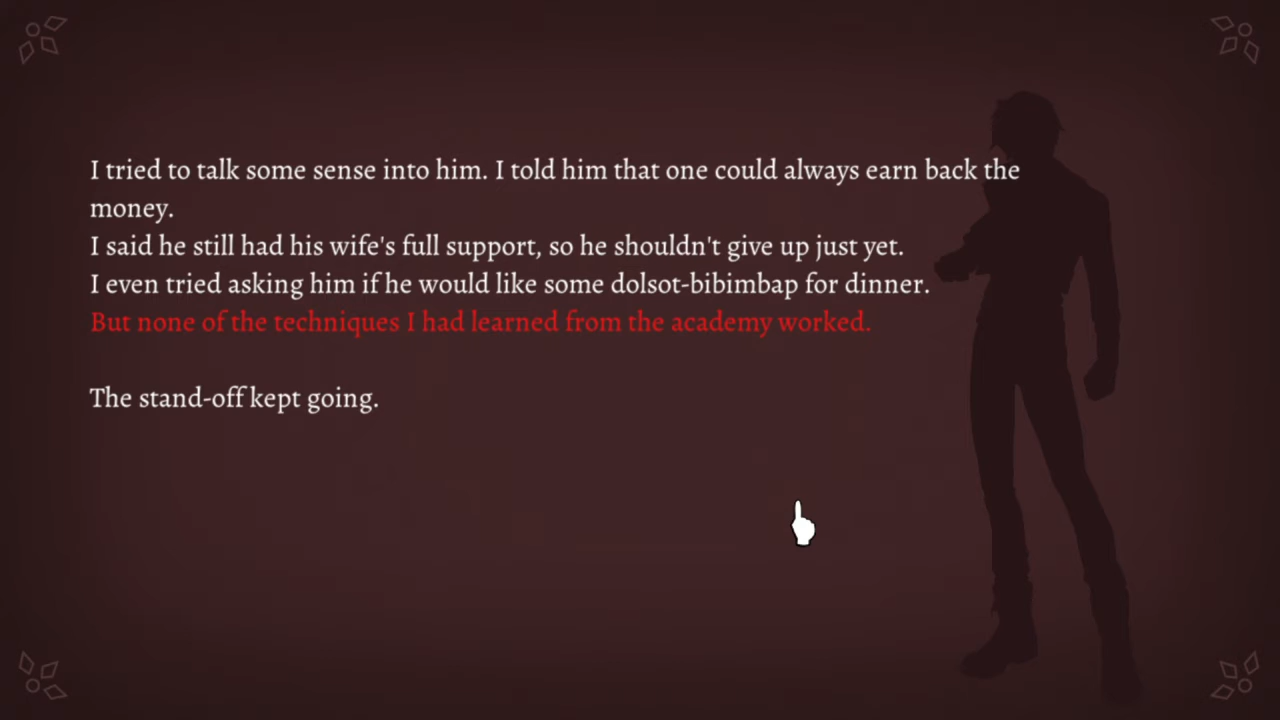 I tried to talk some sense into him. I told him that one could always earn back the
money.
I said he still had his wife's full support, so he shouldn't give up just yet.
I even tried asking him if he would like some dolsot-bibimbap for dinner.
But none of the techniques I had learned from the academy worked.
The stand-off kept going.